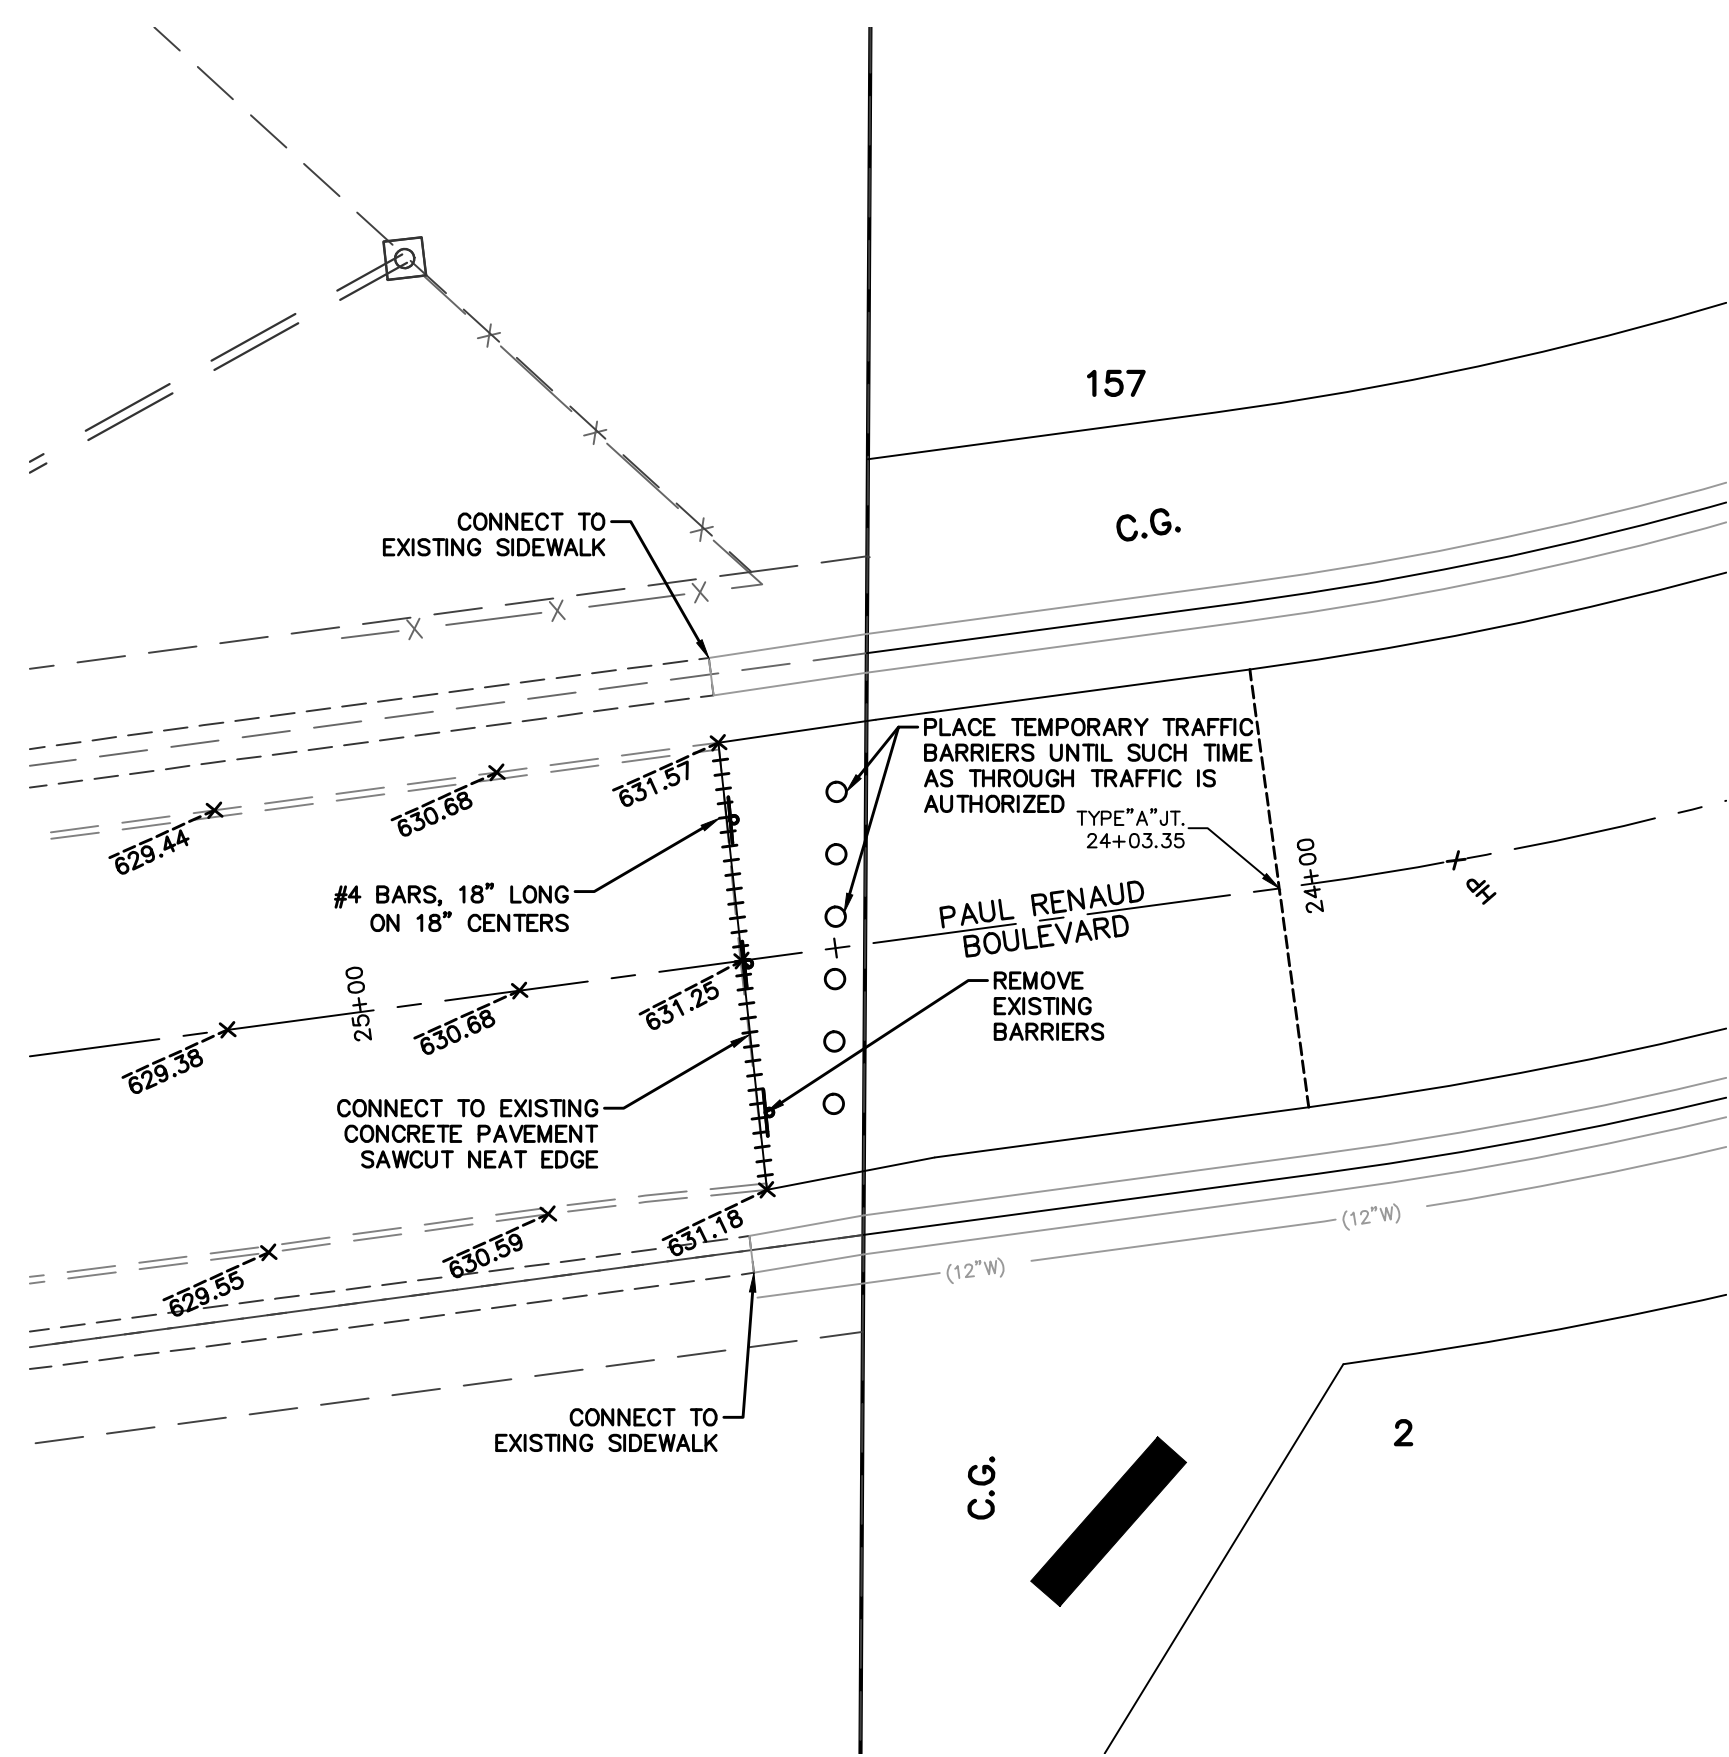 157
CONNECT TO
EXISTING SIDEWALK
C.G.
PLACE TEMPORARY TRAFFIC
BARRIERS UNTIL SUCH TIME
AS THROUGH TRAFFIC IS
AUTHORIZED
TYPE"A"JT.
24+03.35
631.57
630.68
629.44
24+00
HP
#4 BARS, 18" LONG
ON 18" CENTERS
PAUL RENAUD
BOULEVARD
25+00
631.25
630.68
629.38
REMOVE
EXISTING
BARRIERS
CONNECT TO EXISTING
CONCRETE PAVEMENT
SAWCUT NEAT EDGE
631.18
630.59
629.55
(12"W)
(12"W)
CONNECT TO
EXISTING SIDEWALK
2
C.G.